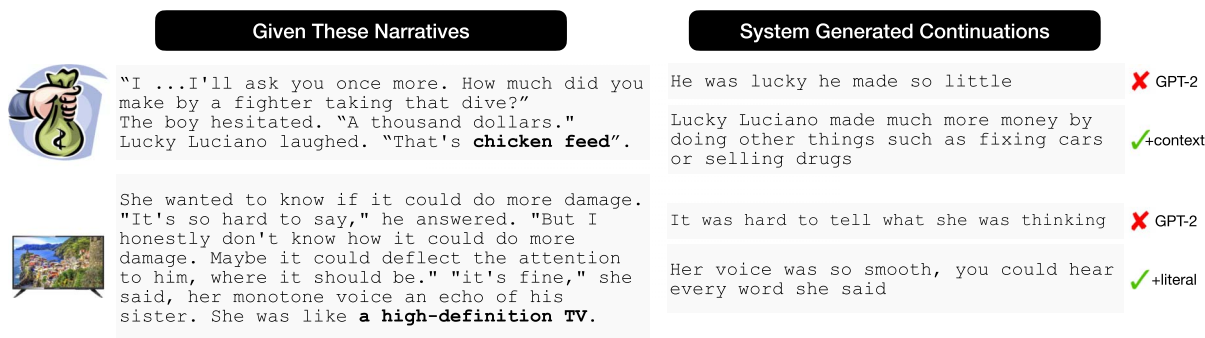 Given These Narratives
System Generated Continuations
“I ...I'll ask you once more. How much did you
make by a fighter taking that dive?”
The boy hesitated. “A thousand dollars."
Lucky Luciano laughed. “That's chicken feed”.
He was lucky he made so little
GPT-2
Lucky Luciano made much more money by
doing other things such as fixing cars
or selling drugs
+context
She wanted to know if it could do more damage.
"It's so hard to say," he answered. "But I
honestly don't know how it could do more
damage. Maybe it could deflect the attention
to him, where it should be." "it's fine," she
said, her monotone voice an echo of his
sister. She was like a high-definition TV.
It was hard to tell what she was thinking
GPT-2
Her voice was so smooth, you could hear
every word she said
+literal